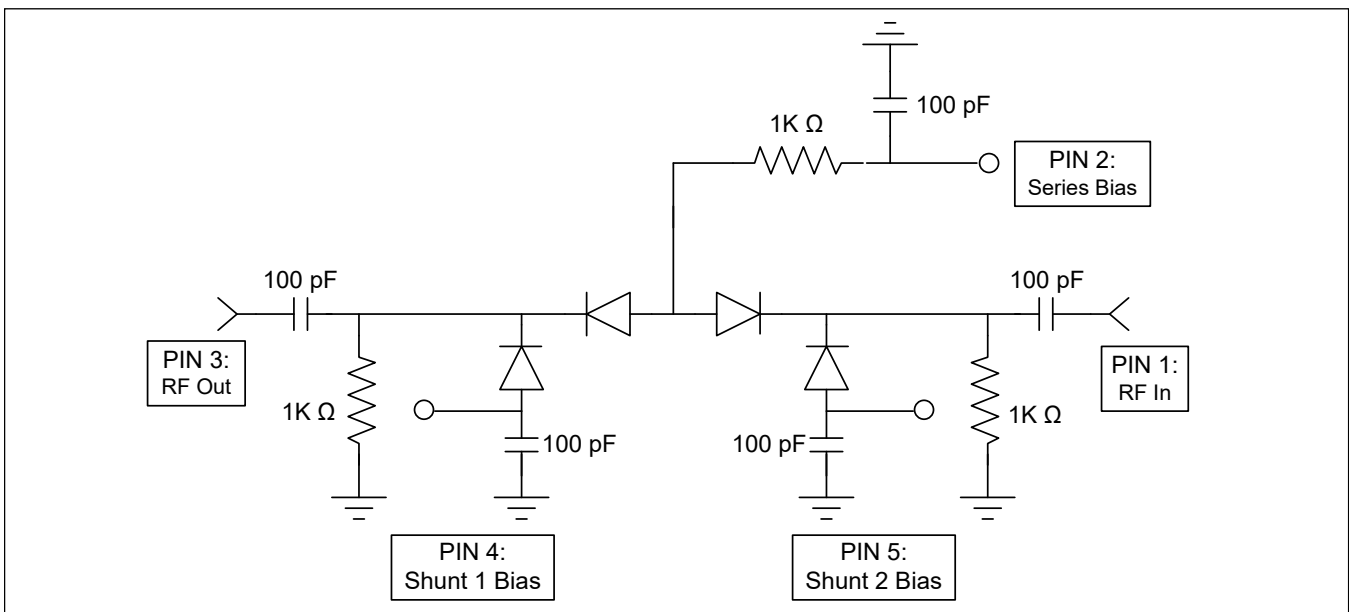 100 pF
1K Ω
PIN 2:
Series Bias
100 pF
100 pF
PIN 3:
RF Out
PIN 1:
RF In
1K Ω
1K Ω
100 pF
100 pF
PIN 4:
Shunt 1 Bias
PIN 5:
Shunt 2 Bias